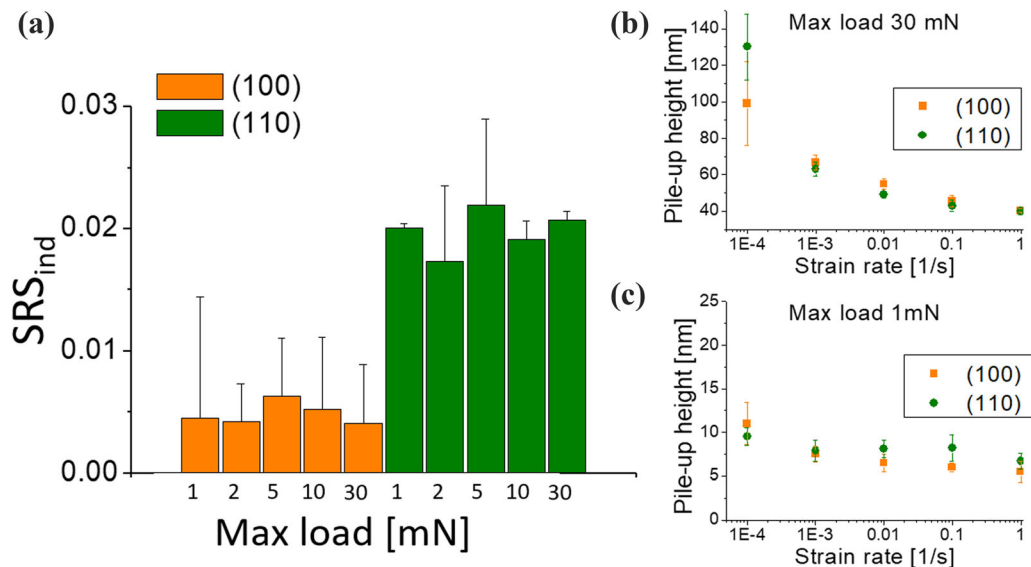 (a)
(100)
(110)
0.03
0.02
0.01
0.00
SRSind
1 2 5 10 30 1 2 5 10 30
Max load [mN]
(b)
Max load 30 mN
(100)
(110)
140
120
100
80
60
40
Pile-up height [nm]
1E-4 1E-3 0.01 0.1 1
Strain rate [1/s]
(c)
Max load 1mN
(100)
(110)
25
20
15
10
5
0
Pile-up height [nm]
1E-4 1E-3 0.01 0.1 1
Strain rate [1/s]